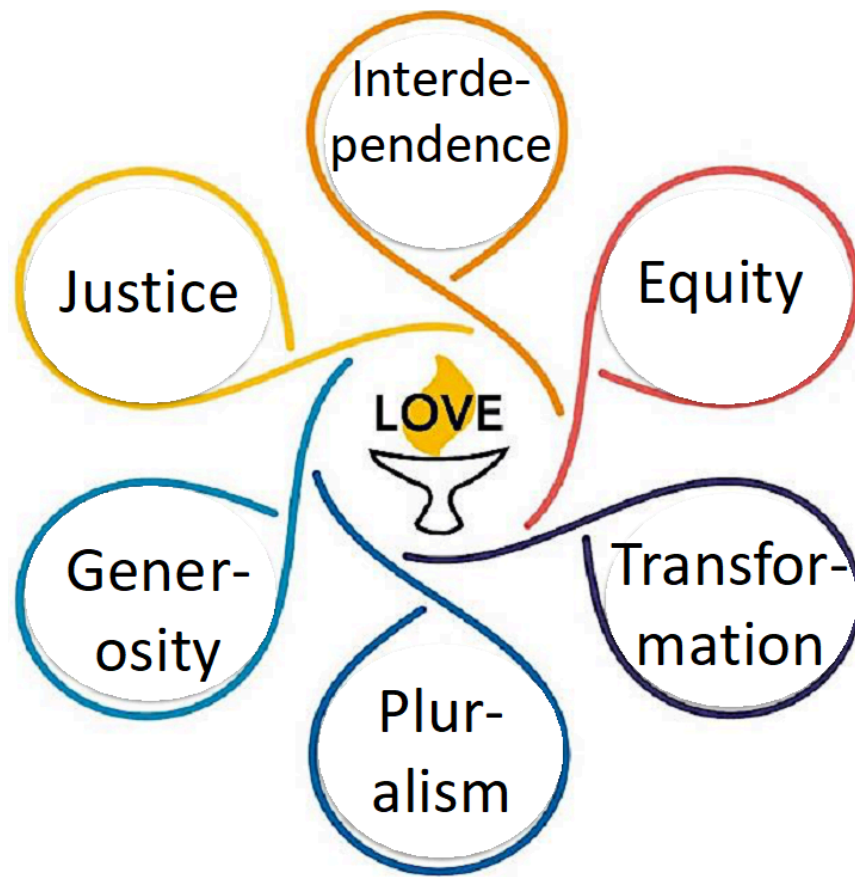 Interde-
pendence
Justice
Equity
LOVE
Gener-
osity
Transfor-
mation
Plur-
alism